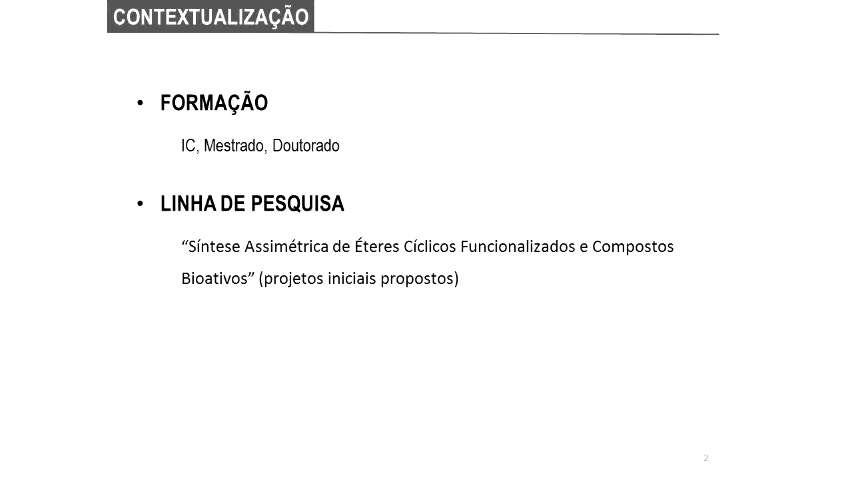 CONTEXTUALIZAÇÃO
• FORMAÇÃO
IC, Mestrado, Doutorado
• LINHA DE PESQUISA
“Síntese Assimétrica de Éteres Cíclicos Funcionalizados e Compostos
Bioativos” (projetos iniciais propostos)
2